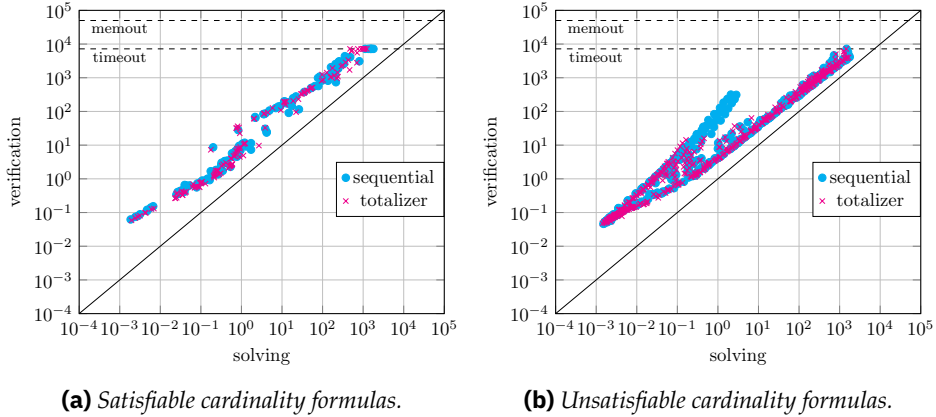 10^5
10^4
10^3
10^2
10^1
10^0
10^−1
10^−2
10^−3
10^−4
verification
memout
timeout
sequential
totalizer
10^−4 10^−3 10^−2 10^−1 10^0 10^1 10^2 10^3 10^4 10^5
solving
(a) Satisfiable cardinality formulas.
10^5
10^4
10^3
10^2
10^1
10^0
10^−1
10^−2
10^−3
10^−4
verification
memout
timeout
sequential
totalizer
10^−4 10^−3 10^−2 10^−1 10^0 10^1 10^2 10^3 10^4 10^5
solving
(b) Unsatisfiable cardinality formulas.